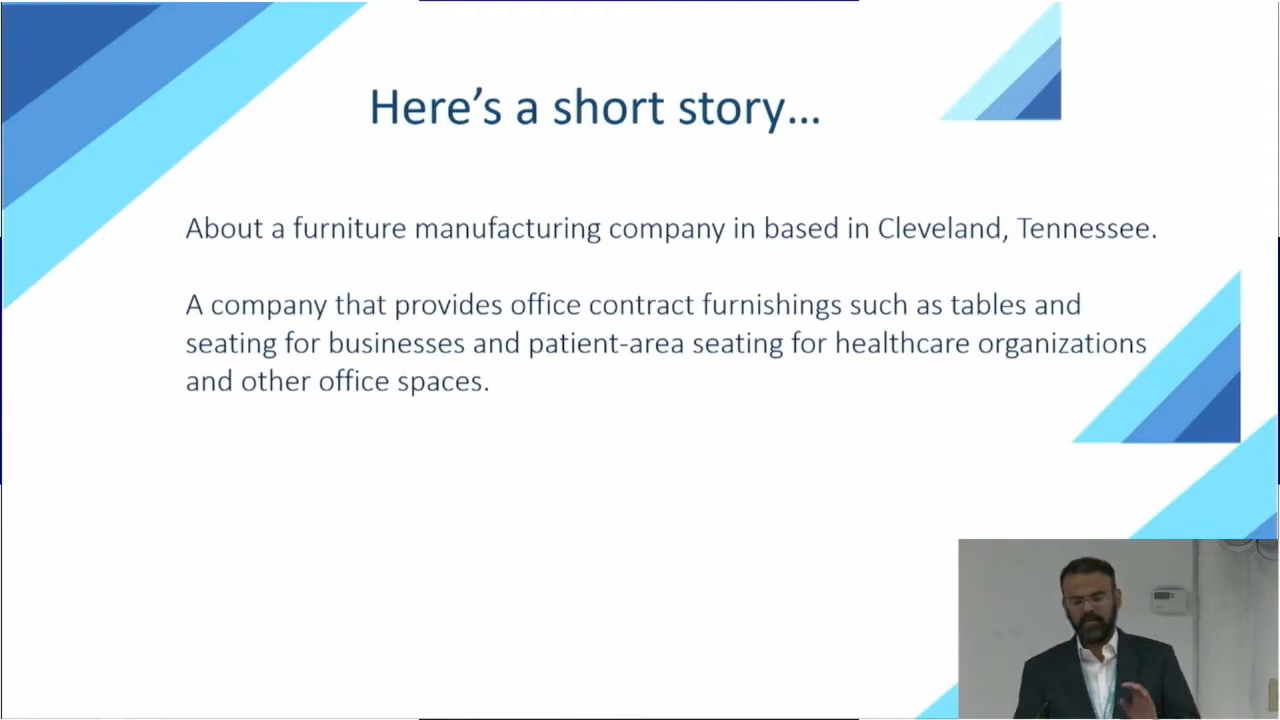 Here's a short story...
About a furniture manufacturing company in based in Cleveland, Tennessee.
A company that provides office contract furnishings such as tables and
seating for businesses and patient-area seating for healthcare organizations
and other office spaces.